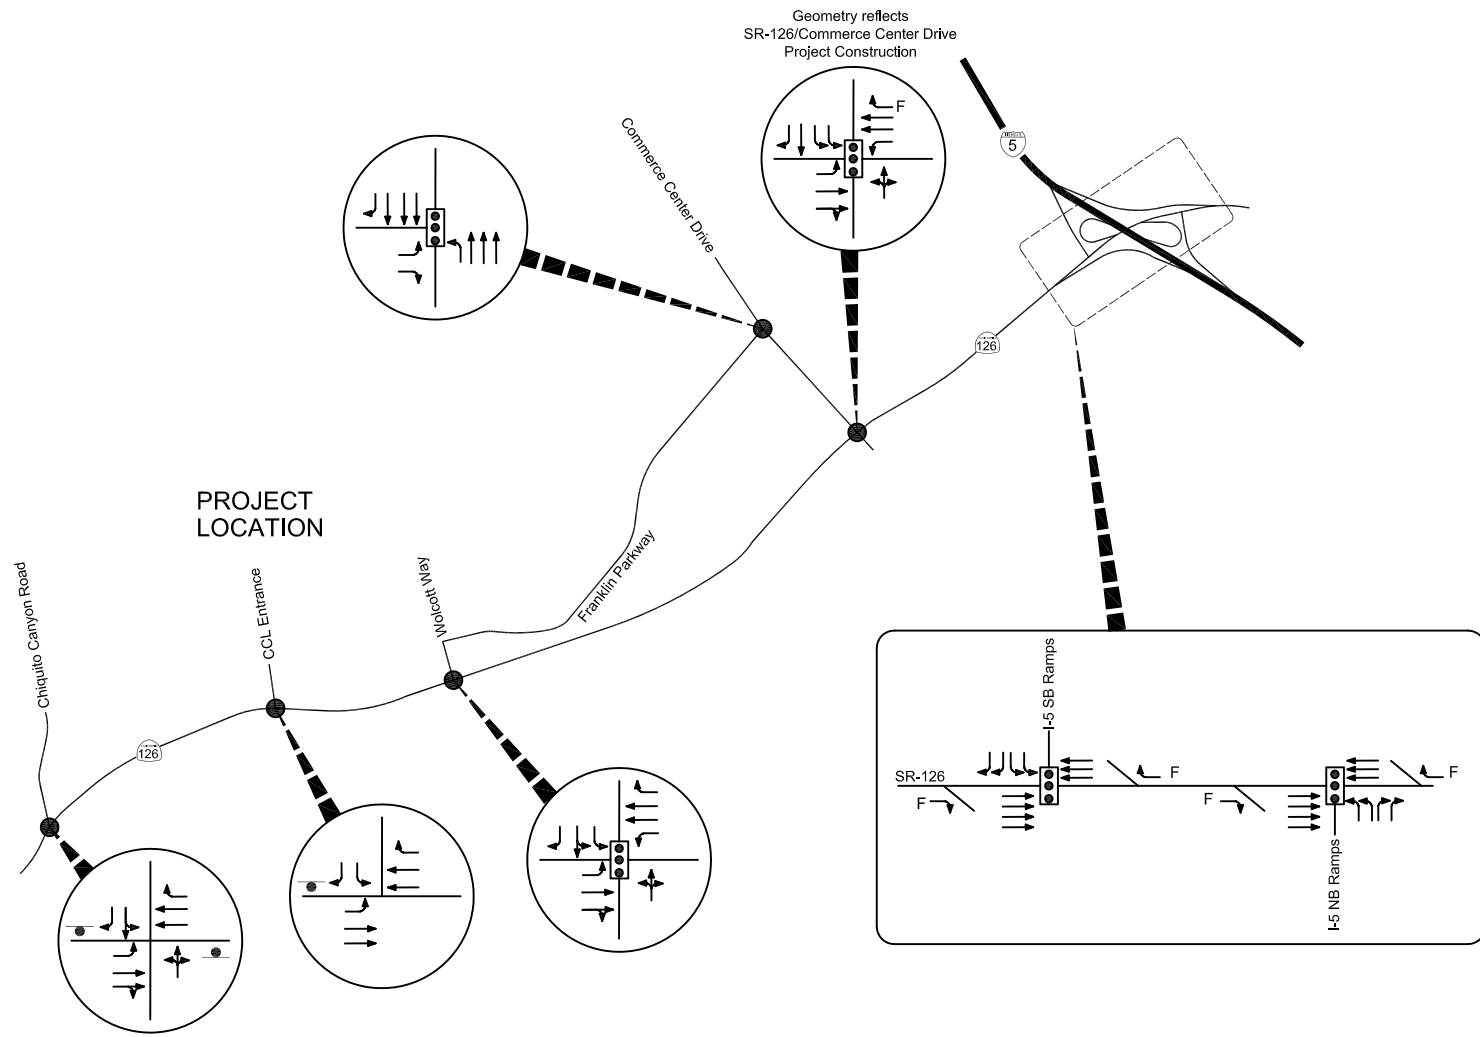 Geometry reflects
SR-126/Commerce Center Drive
Project Construction
F
Commerce Center Drive
5
126
PROJECT
LOCATION
Chiquito Canyon Road
CCL Entrance
Wolcott Way
Franklin Parkway
126
I-5 SB Ramps
SR-126
F
F
F
F
I-5 NB Ramps